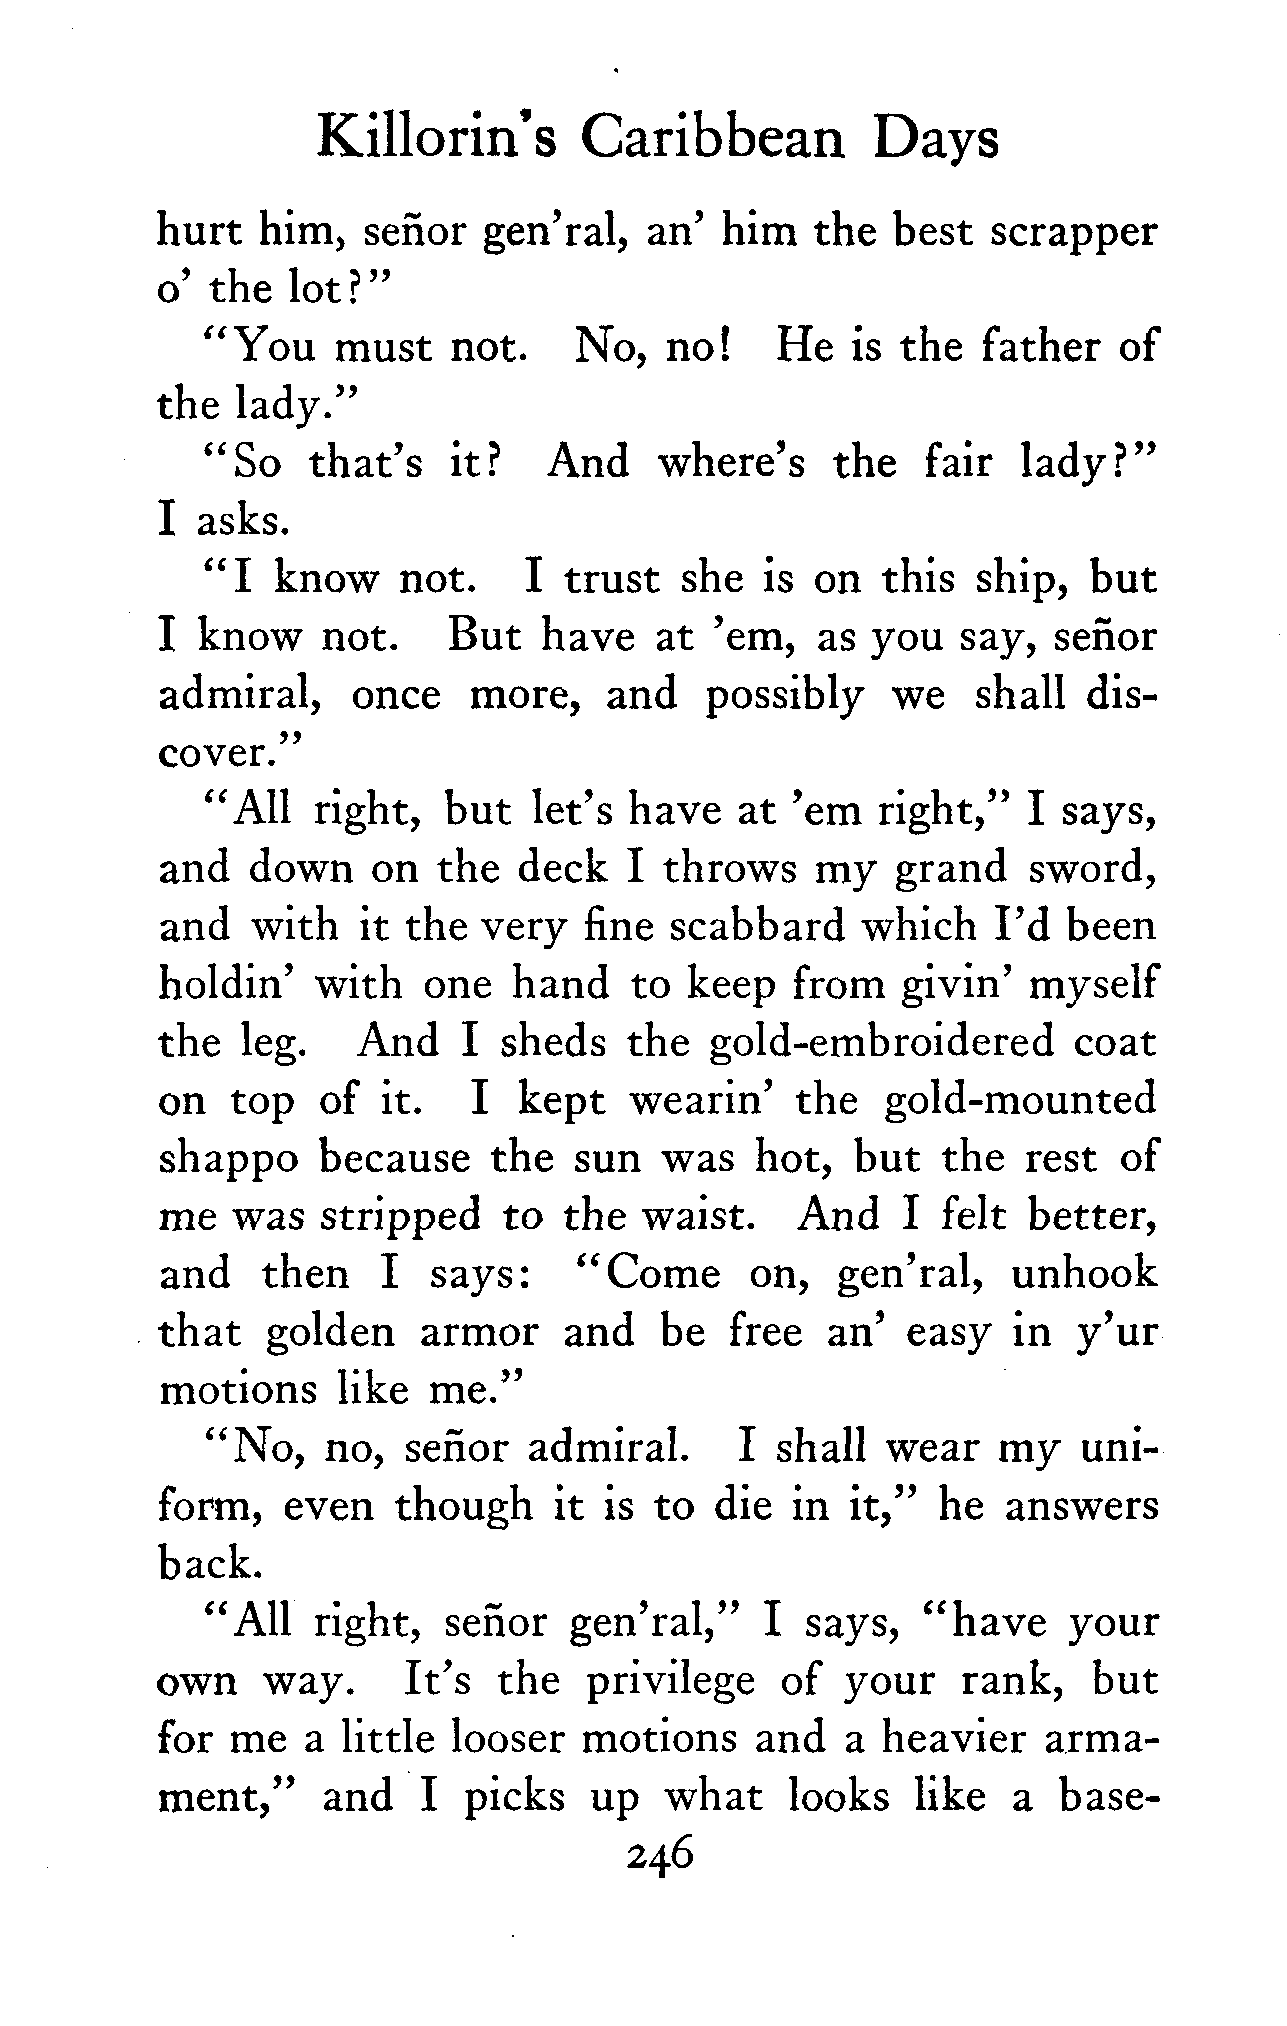 Killorin's Caribbean Days
hurt him, señor gen'ral, an' him the best scrapper
o' the lot?"
"You must not. No, no! He is the father of
the lady."
"So that's it? And where's the fair lady?"
I asks.
"I know not. I trust she is on this ship, but
I know not. But have at 'em, as you say, señor
admiral, once more, and possibly we shall dis-
cover."
"All right, but let's have at 'em right," I says,
and down on the deck I throws my grand sword,
and with it the very fine scabbard which I'd been
holdin' with one hand to keep from givin' myself
the leg. And I sheds the gold-embroidered coat
on top of it. I kept wearin' the gold-mounted
shappo because the sun was hot, but the rest of
me was stripped to the waist. And I felt better,
and then I says: "Come on, gen'ral, unhook
that golden armor and be free an' easy in y'ur
motions like me."
"No, no, señor admiral. I shall wear my uni-
form, even though it is to die in it," he answers
back.
"All right, señor gen'ral," I says, "have your
own way. It's the privilege of your rank, but
for me a little looser motions and a heavier arma-
ment," and I picks up what looks like a base-
246